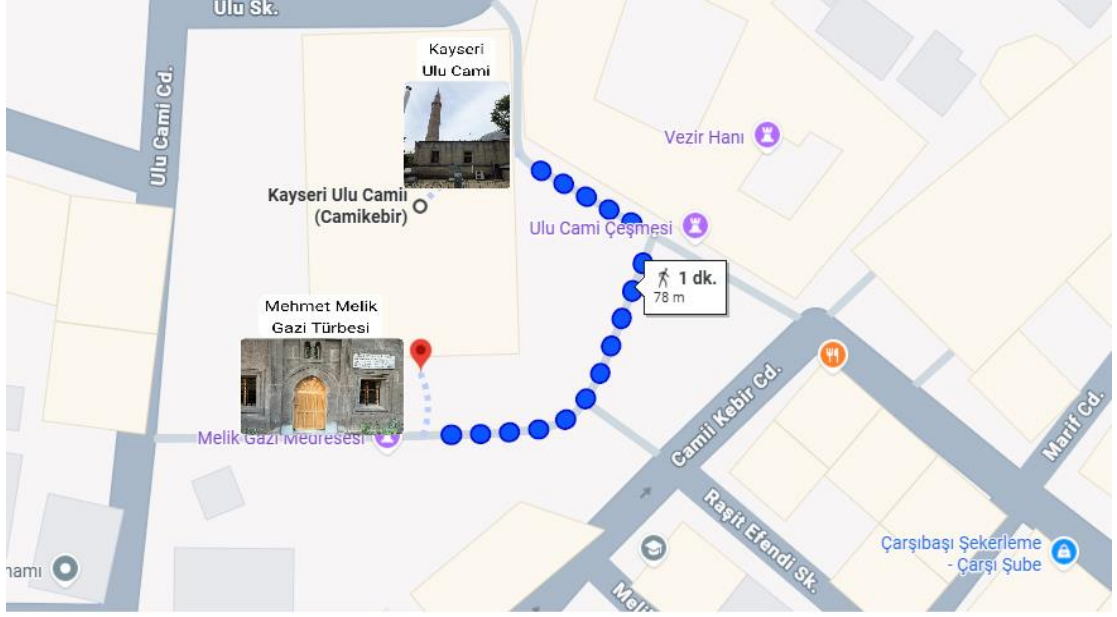 Ulu Sk.
Kayseri
Ulu Cami
Ulu Cami Cd.
Vezir Hanı
Kayseri Ulu Camii
(Camikebir)
Ulu Cami Çeşmesi
1 dk.
78 m
Mehmet Melik
Gazi Türbesi
Melik Gazi Medresesi
Camii Kebir Cd.
Marif Cd.
Raşit Efendi Sk.
Çarşıbaşı Şekerleme
- Çarşı Şube
namı
Meli